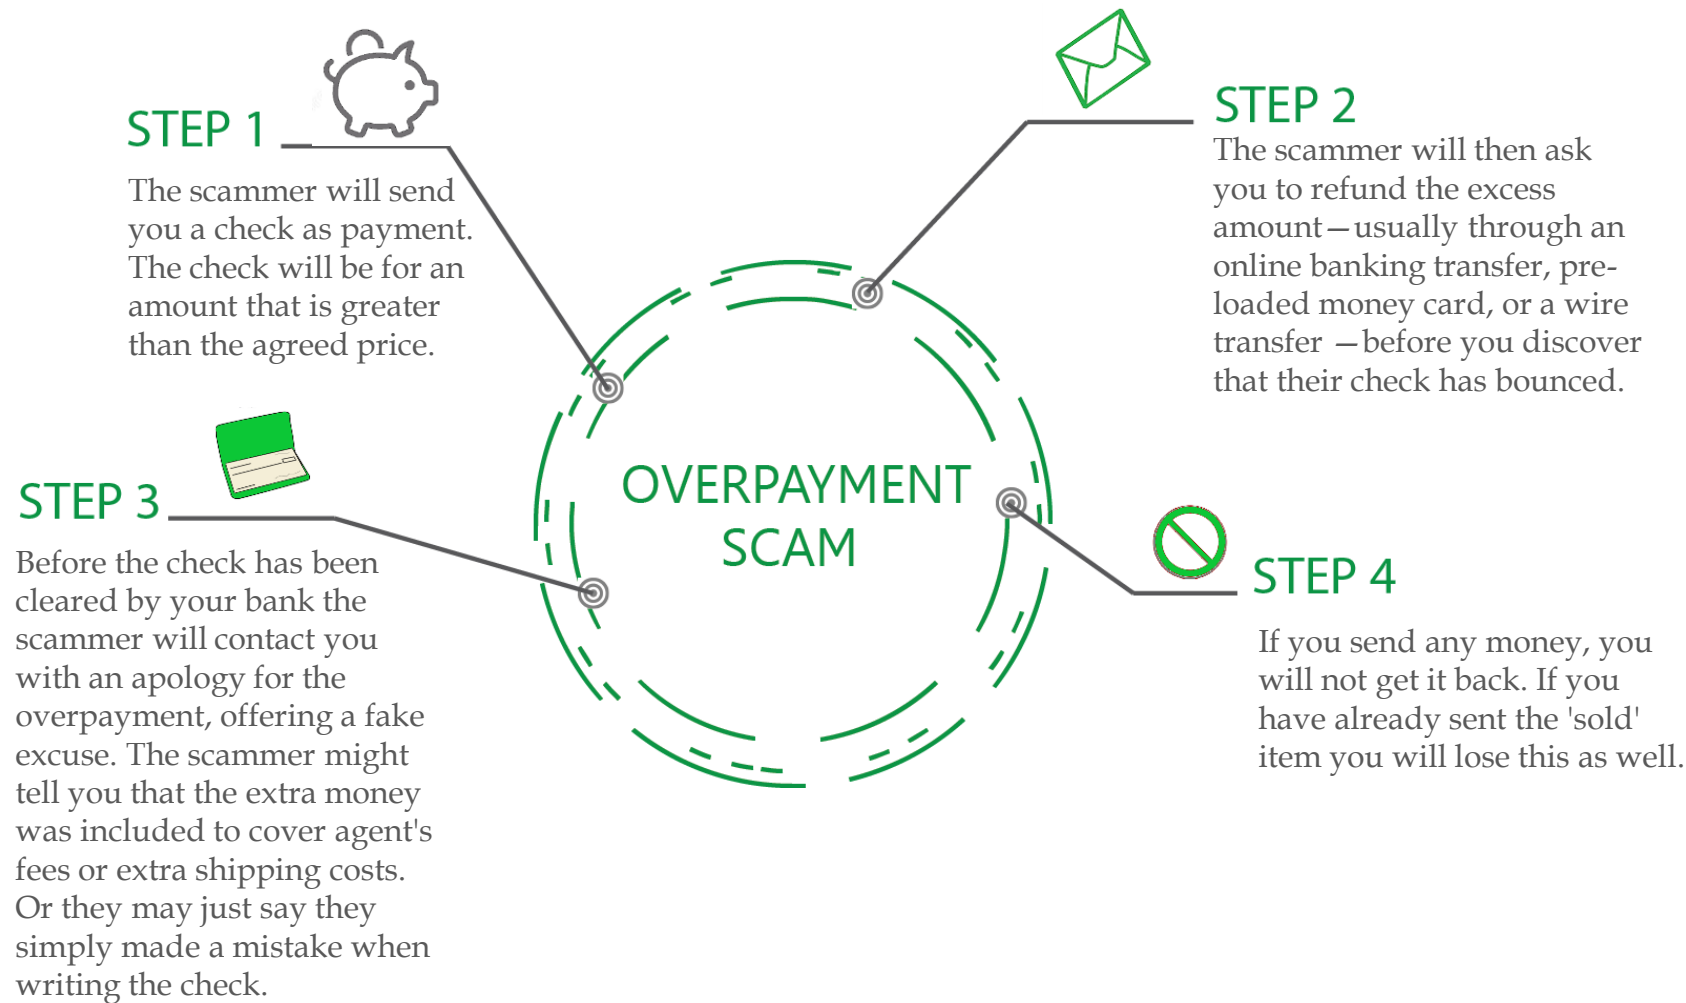 STEP 1
The scammer will send
you a check as payment.
The check will be for an
amount that is greater
than the agreed price.
STEP 2
The scammer will then ask
you to refund the excess
amount—usually through an
online banking transfer, pre-
loaded money card, or a wire
transfer —before you discover
that their check has bounced.
OVERPAYMENT
SCAM
STEP 3
Before the check has been
cleared by your bank the
scammer will contact you
with an apology for the
overpayment, offering a fake
excuse. The scammer might
tell you that the extra money
was included to cover agent's
fees or extra shipping costs.
Or they may just say they
simply made a mistake when
writing the check.
STEP 4
If you send any money, you
will not get it back. If you
have already sent the 'sold'
item you will lose this as well.